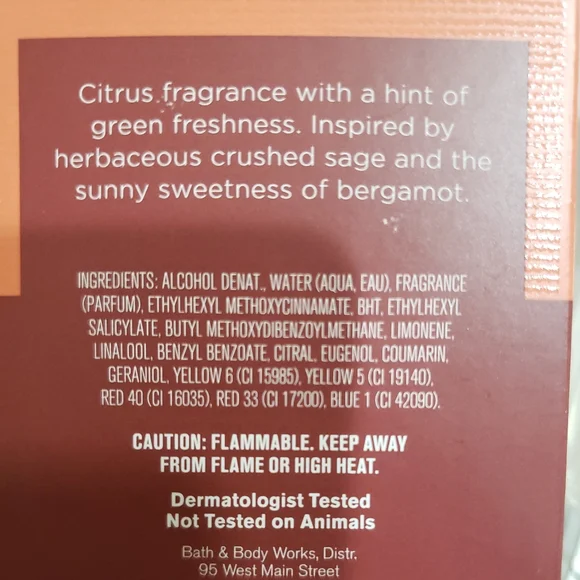 Citrus fragrance with a hint of
green freshness. Inspired by
herbaceous crushed sage and the
sunny sweetness of bergamot.
INGREDIENTS: ALCOHOL DENAT., WATER (AQUA, EAU), FRAGRANCE
(PARFUM), ETHYLHEXYL METHOXYCINNAMATE, BHT, ETHYLHEXYL
SALICYLATE, BUTYL METHOXYDIBENZOYLMETHANE, LIMONENE,
LINALOOL, BENZYL BENZOATE, CITRAL, EUGENOL, COUMARIN,
GERANIOL, YELLOW 6 (CI 15985), YELLOW 5 (CI 19140),
RED 40 (CI 16035), RED 33 (CI 17200), BLUE 1 (CI 42090).
CAUTION: FLAMMABLE. KEEP AWAY
FROM FLAME OR HIGH HEAT.
Dermatologist Tested
Not Tested on Animals
Bath & Body Works, Distr.
95 West Main Street